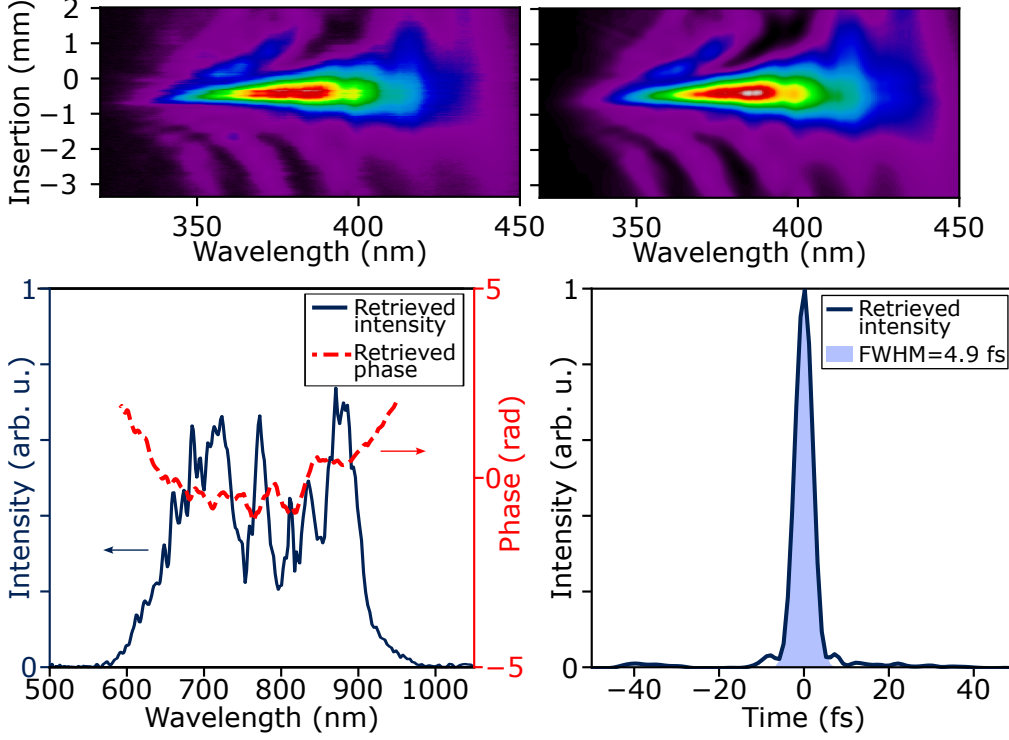 Insertion (mm)
2
1
0
−1
−2
−3
350
400
450
Wavelength (nm)
350
400
450
Wavelength (nm)
Intensity (arb. u.)
1
0
Retrieved
intensity
Retrieved
phase
5
0
−5
Phase (rad)
500
600
700
800
900
1000
Wavelength (nm)
Intensity (arb. u.)
1
0
Retrieved
intensity
FWHM=4.9 fs
−40
−20
0
20
40
Time (fs)